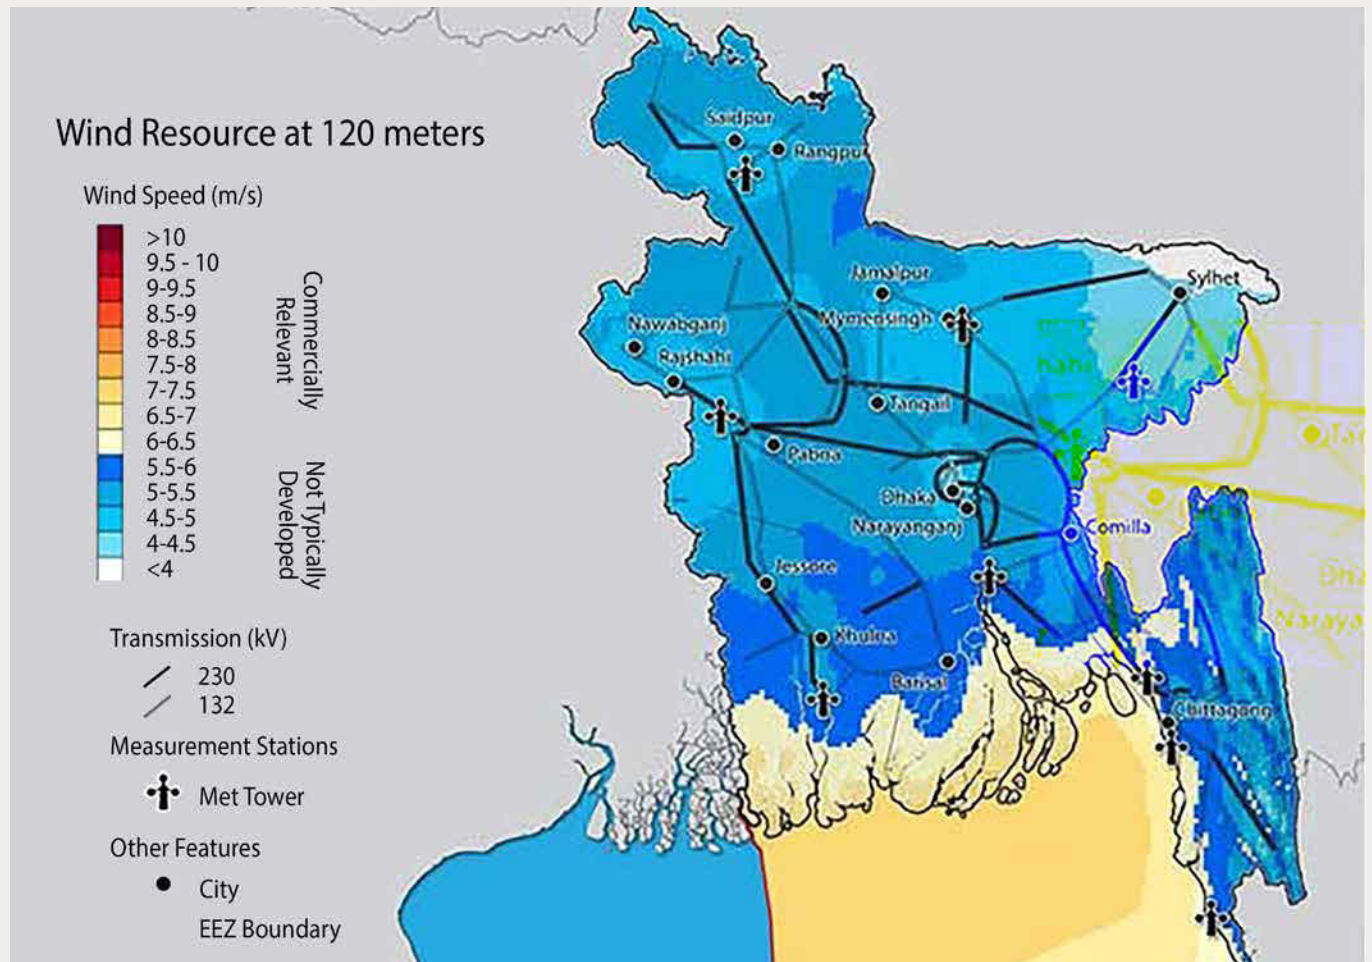 Wind Resource at 120 meters
Wind Speed (m/s)
>10
9.5 - 10
9-9.5
8.5-9
8-8.5
7.5-8
7-7.5
6.5-7
6-6.5
5.5-6
5-5.5
4.5-5
4-4.5
<4
Commercially
Relevant
Not Typically
Developed
Transmission (kV)
230
132
Measurement Stations
Met Tower
Other Features
City
EEZ Boundary
Saidpur
Rangpur
Jamalpur
Sylhet
Mymensingh
Nawabganj
Rajshahi
Tangail
Pabna
Dhaka
Narayanganj
Comilla
Jessore
Khulna
Barisal
Chittagong